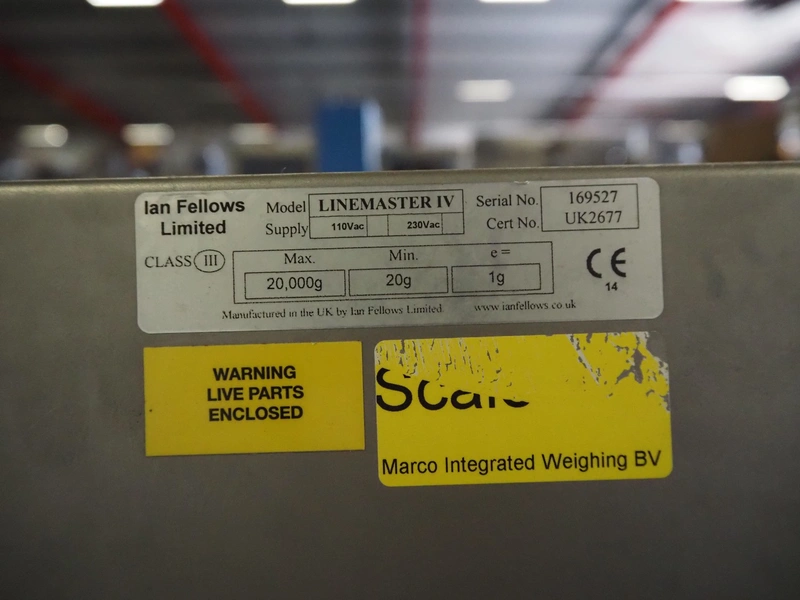 Ian Fellows
Limited
Model LINEMASTER IV
Supply 110Vac 230Vac
Serial No. 169527
Cert No. UK2677
CLASS III
Max. Min. e =
20,000g 20g 1g
CE
14
Manufactured in the UK by Ian Fellows Limited. www.ianfellows.co.uk
WARNING
LIVE PARTS
ENCLOSED
Marco Integrated Weighing BV